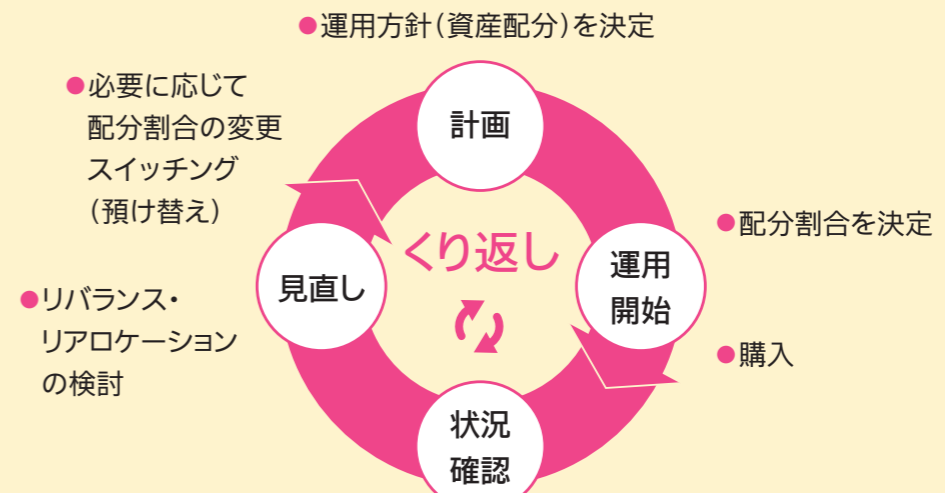 ●運用方針(資産配分)を決定
計画
●配分割合を決定
運用
開始
●購入
状況
確認
●リバランス・
リアロケーション
の検討
見直し
●必要に応じて
配分割合の変更
スイッチング
(預け替え)
くり返し